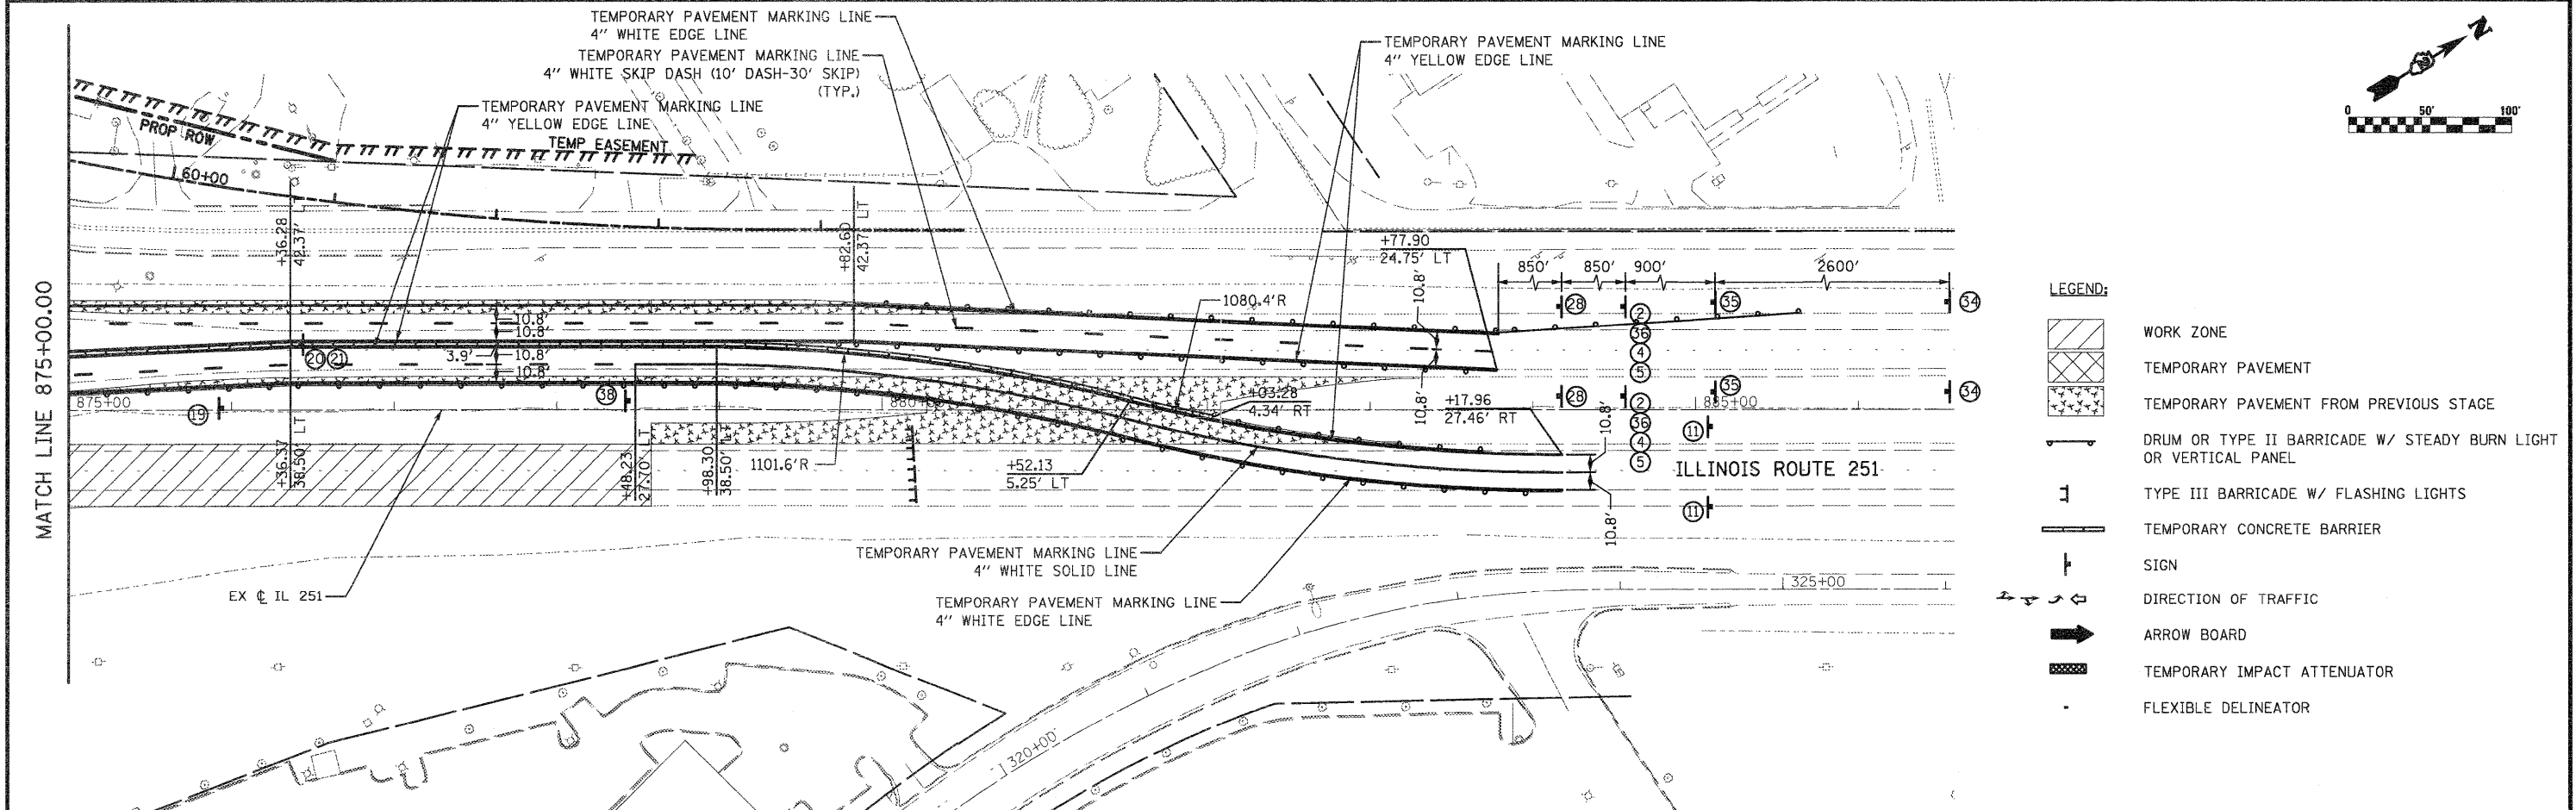 TEMPORARY PAVEMENT MARKING LINE
4" WHITE EDGE LINE
TEMPORARY PAVEMENT MARKING LINE
4" WHITE SKIP DASH (10' DASH-30' SKIP)
(TYP.)
TEMPORARY PAVEMENT MARKING LINE
4" YELLOW EDGE LINE
TEMPORARY PAVEMENT MARKING LINE
4" YELLOW EDGE LINE
PROP ROW
TEMP EASEMENT
60+00
+36.28
42.37' LT
+82.60
42.37' LT
+77.90
24.75' LT
850'
850'
900'
2600'
10.8'
10.8'
3.9'
10.8'
10.8'
1080.4'R
10.8'
10.8'
28
2
36
4
5
35
34
20
21
19
38
875+00
880+00
+03.28
4.34' RT
+17.96
27.46' RT
28
2
36
4
5
35
885+00
34
11
11
10.8'
10.8'
ILLINOIS ROUTE 251
MATCH LINE 875+00.00
+36.37
38.50' LT
+48.23
27.70' LT
+98.30
38.50' LT
1101.6'R
+52.13
5.25' LT
TEMPORARY PAVEMENT MARKING LINE
4" WHITE SOLID LINE
TEMPORARY PAVEMENT MARKING LINE
4" WHITE EDGE LINE
EX ℄ IL 251
325+00
320+00
N
0 50' 100'
LEGEND:
WORK ZONE
TEMPORARY PAVEMENT
TEMPORARY PAVEMENT FROM PREVIOUS STAGE
DRUM OR TYPE II BARRICADE W/ STEADY BURN LIGHT
OR VERTICAL PANEL
TYPE III BARRICADE W/ FLASHING LIGHTS
TEMPORARY CONCRETE BARRIER
SIGN
DIRECTION OF TRAFFIC
ARROW BOARD
TEMPORARY IMPACT ATTENUATOR
FLEXIBLE DELINEATOR